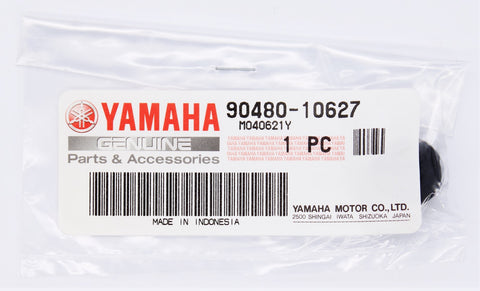 YAMAHA 90480-10627
M040621Y
GENUINE
Parts & Accessories
1 PC
MADE IN INDONESIA
YAMAHA MOTOR CO.,LTD.
2500 SHINGAI IWATA SHIZUOKA JAPAN